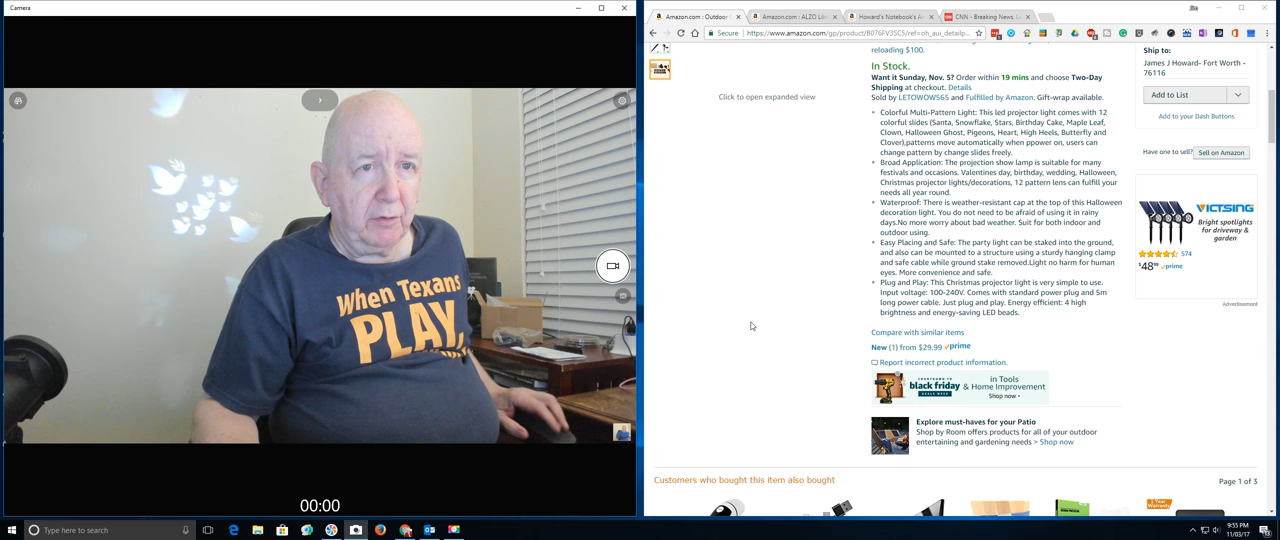 Camera
When Texans
PLAY,
00:00
Amazon.com : Outdoor
Amazon.com : ALZO
Howard's Notebook's
CNN - Breaking News,
Secure
https://www.amazon.com/gp/product/B076FV3SCS/ref=oh_aui_detailp...
reloading $100.
In Stock.
Want it Sunday, Nov. 5? Order within 19 mins and choose Two-Day
Shipping at checkout. Details
Sold by LETOWOW565 and Fulfilled by Amazon. Gift-wrap available.
Click to open expanded view
Colorful Multi-Pattern Light: This led projector light comes with 12
colorful slides (Santa, Snowflake, Stars, Birthday Cake, Maple Leaf,
Clown, Halloween Ghost, Pigeons, Heart, High Heels, Butterfly and
Clover),patterns move automatically when ppower on, users can
change pattern by change slides freely.
Broad Application: The projection show lamp is suitable for many
festivals and occasions. Valentines day, birthday, wedding, Halloween,
Christmas projector lights/decorations, 12 pattern lens can fulfill your
needs all year round.
Waterproof: There is weather-resistant cap at the top of this Halloween
decoration light. You do not need be afraid of using it in rainy
days.No more worry about bad weather. Suit for both indoor and
outdoor using.
Easy Placing and Safe: The party light can be staked into the ground,
and also can be mounted to a structure using a sturdy hanging clamp
and safe cable while ground stake removed.Light no harm for human
eyes. More convenience and safe.
Plug and Play: This Christmas projector light is very simple to use.
Input voltage: 100-240V. Comes with standard power plug and 5m
long power cable. Just plug and play. Energy efficient: 4 high
brightness and energy-saving LED beads.
Compare with similar items
New (1) from $29.99 prime
Report incorrect product information.
COUNTDOWN TO
black friday
DEALS WEEK
in Tools
& Home Improvement
Shop now ›
Explore must-haves for your Patio
Shop by Room offers products for all of your outdoor
entertaining and gardening needs > Shop now
Ship to:
James J Howard- Fort Worth -
76116
Add to List
Add to your Dash Buttons
Have one to sell?
Sell on Amazon
VICTSING
Bright spotlights
for driveway &
garden
574
$48 99 prime
Advertisement
Customers who bought this item also bought
Page 1 of 3
1 Year
Warranty
Type here to search
9:55 PM
11/03/17